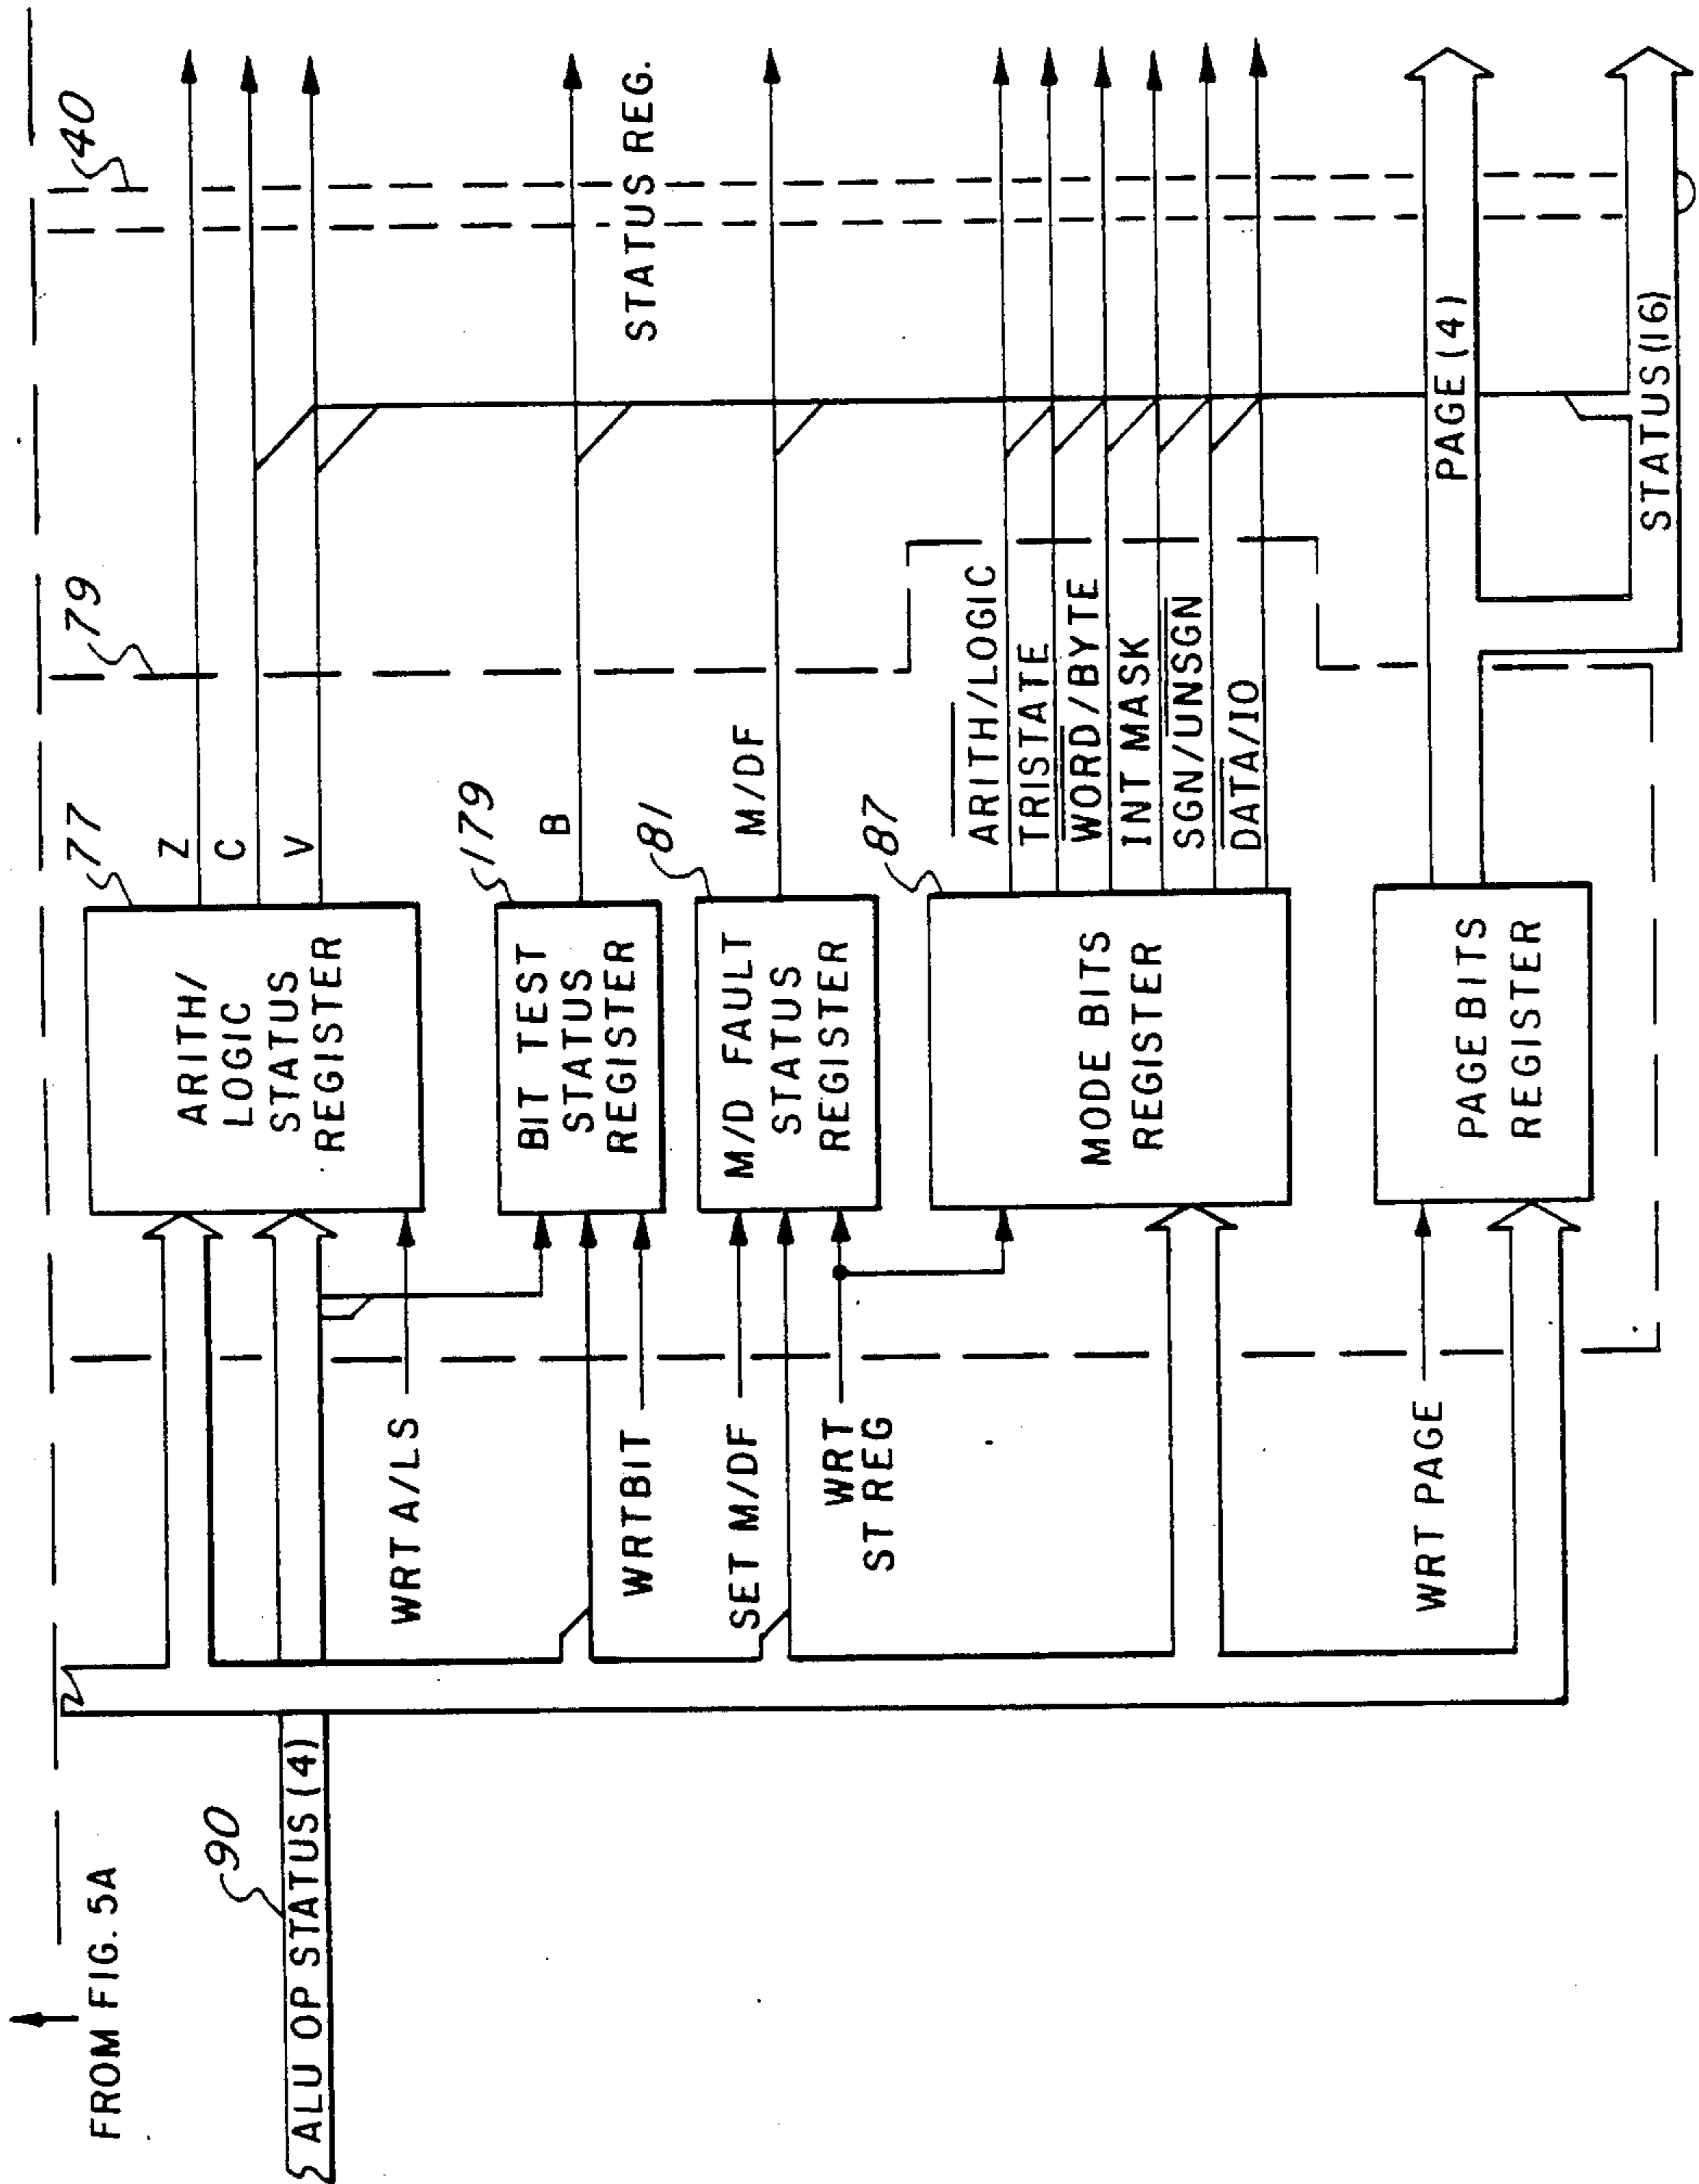 FROM FIG. 5A
90
ALU OP STATUS (4)
WRT A/LS
WRTBIT
SET M/DF
WRT
ST REG
WRT PAGE
ARITH/
LOGIC
STATUS
REGISTER
77
Z
C
V
BIT TEST
STATUS
REGISTER
179
B
M/D FAULT
STATUS
REGISTER
81
M/DF
MODE BITS
REGISTER
87
ARITH/LOGIC
TRISTATE
WORD/BYTE
INT MASK
SGN/UNSGN
DATA/IO
PAGE BITS
REGISTER
79
40
STATUS REG.
PAGE (4)
STATUS (16)